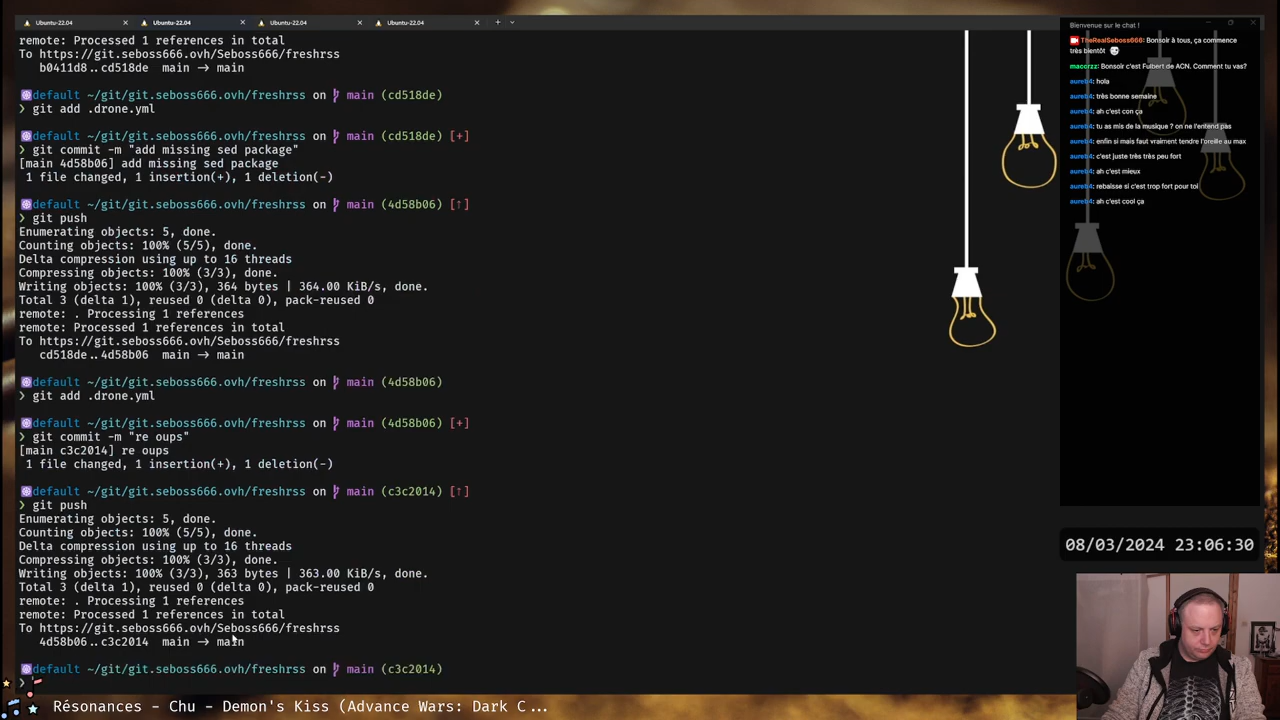 Ubuntu-22.04
Ubuntu-22.04
Ubuntu-22.04
Ubuntu-22.04
remote: Processed 1 references in total
To https://git.seboss666.ovh/Seboss666/freshrss
b0411d8..cd518de main → main
default ~/git/git.seboss666.ovh/freshrss on main (cd518de)
❯ git add .drone.yml
default ~/git/git.seboss666.ovh/freshrss on main (cd518de) [+]
❯ git commit -m "add missing sed package"
[main 4d58b06] add missing sed package
1 file changed, 1 insertion(+), 1 deletion(-)
default ~/git/git.seboss666.ovh/freshrss on main (4d58b06) [↑]
❯ git push
Enumerating objects: 5, done.
Counting objects: 100% (5/5), done.
Delta compression using up to 16 threads
Compressing objects: 100% (3/3), done.
Writing objects: 100% (3/3), 364 bytes | 364.00 KiB/s, done.
Total 3 (delta 1), reused 0 (delta 0), pack-reused 0
remote: . Processing 1 references
remote: Processed 1 references in total
To https://git.seboss666.ovh/Seboss666/freshrss
cd518de..4d58b06 main → main
default ~/git/git.seboss666.ovh/freshrss on main (4d58b06)
❯ git add .drone.yml
default ~/git/git.seboss666.ovh/freshrss on main (4d58b06) [+]
❯ git commit -m "re oups"
[main c3c2014] re oups
1 file changed, 1 insertion(+), 1 deletion(-)
default ~/git/git.seboss666.ovh/freshrss on main (c3c2014) [↑]
❯ git push
Enumerating objects: 5, done.
Counting objects: 100% (5/5), done.
Delta compression using up to 16 threads
Compressing objects: 100% (3/3), done.
Writing objects: 100% (3/3), 363 bytes | 363.00 KiB/s, done.
Total 3 (delta 1), reused 0 (delta 0), pack-reused 0
remote: . Processing 1 references
remote: Processed 1 references in total
To https://git.seboss666.ovh/Seboss666/freshrss
4d58b06..c3c2014 main → main
default ~/git/git.seboss666.ovh/freshrss on main (c3c2014)
❯
Bienvenue sur le chat !
TheRealSeboss666: Bonsoir à tous, ça commence
très bientôt
maccrzz: Bonsoir c'est Fulbert de ACN. Comment tu vas?
aureb4: hola
aureb4: très bonne semaine
aureb4: ah c'est con ça
aureb4: tu as mis de la musique ? on ne l'entend pas
aureb4: enfin si mais faut vraiment tendre l'oreille au max
aureb4: c'est juste très très peu fort
aureb4: ah c'est mieux
aureb4: rebaisse si c'est trop fort pour toi
aureb4: ah c'est cool ça
08/03/2024 23:06:30
Résonances - Chu - Demon's Kiss (Advance Wars: Dark C...